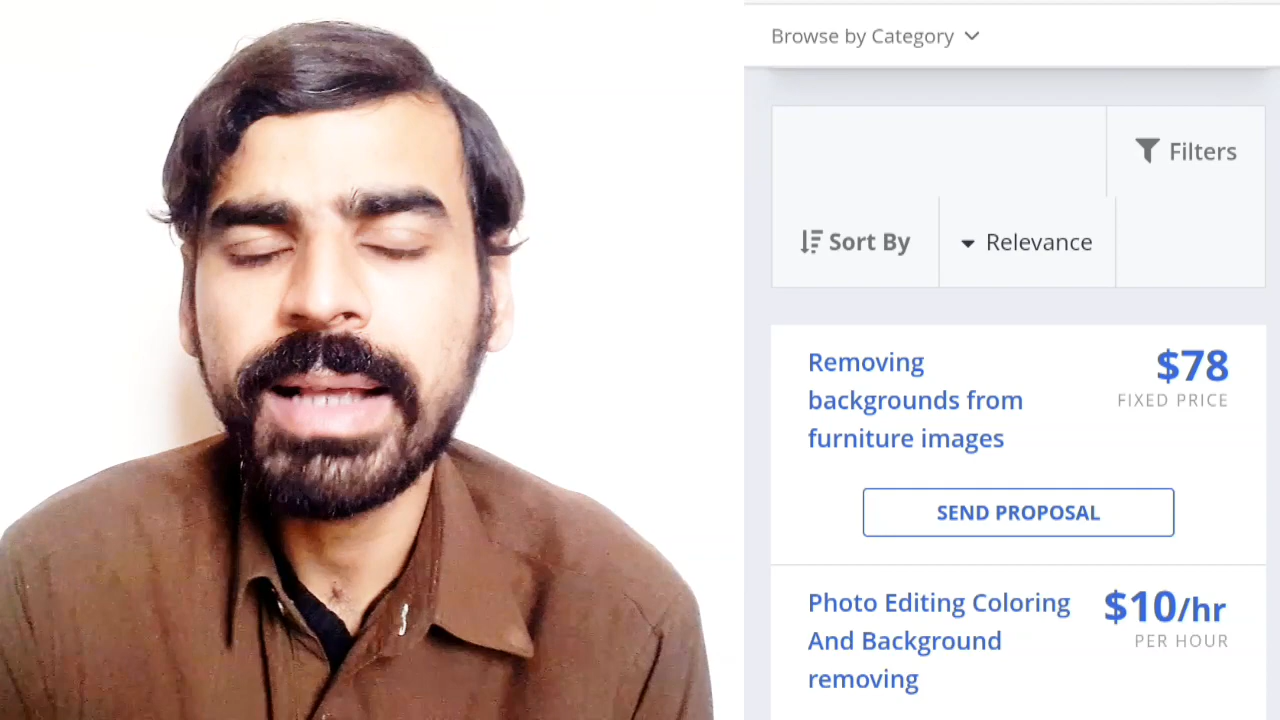 Browse by Category
Filters
Sort By
Relevance
Removing
backgrounds from
furniture images
$78
FIXED PRICE
SEND PROPOSAL
Photo Editing Coloring
And Background
removing
$10/hr
PER HOUR